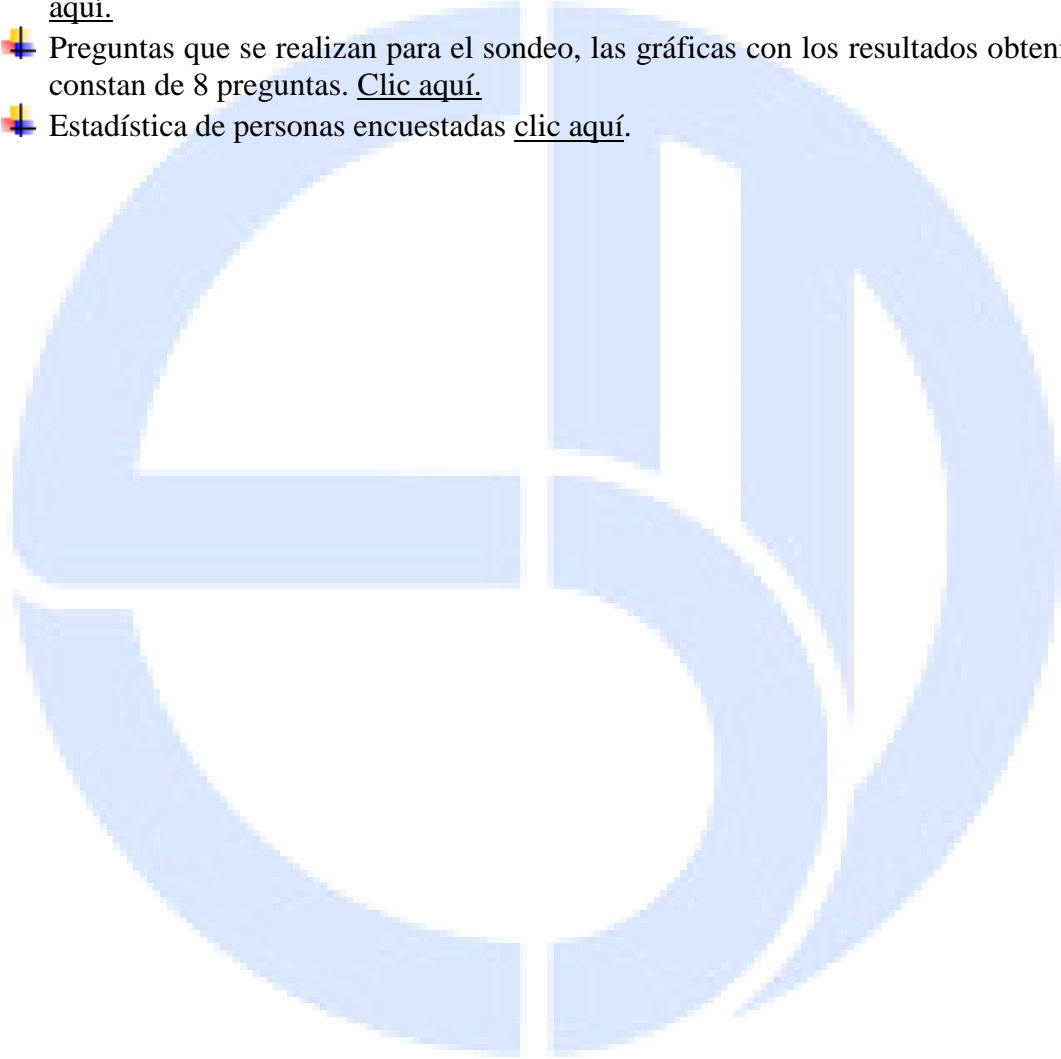 aquí.
Preguntas que se realizan para el sondeo, las gráficas con los resultados
constan de 8 preguntas. Clic aquí.
Estadística de personas encuestadas clic aquí.